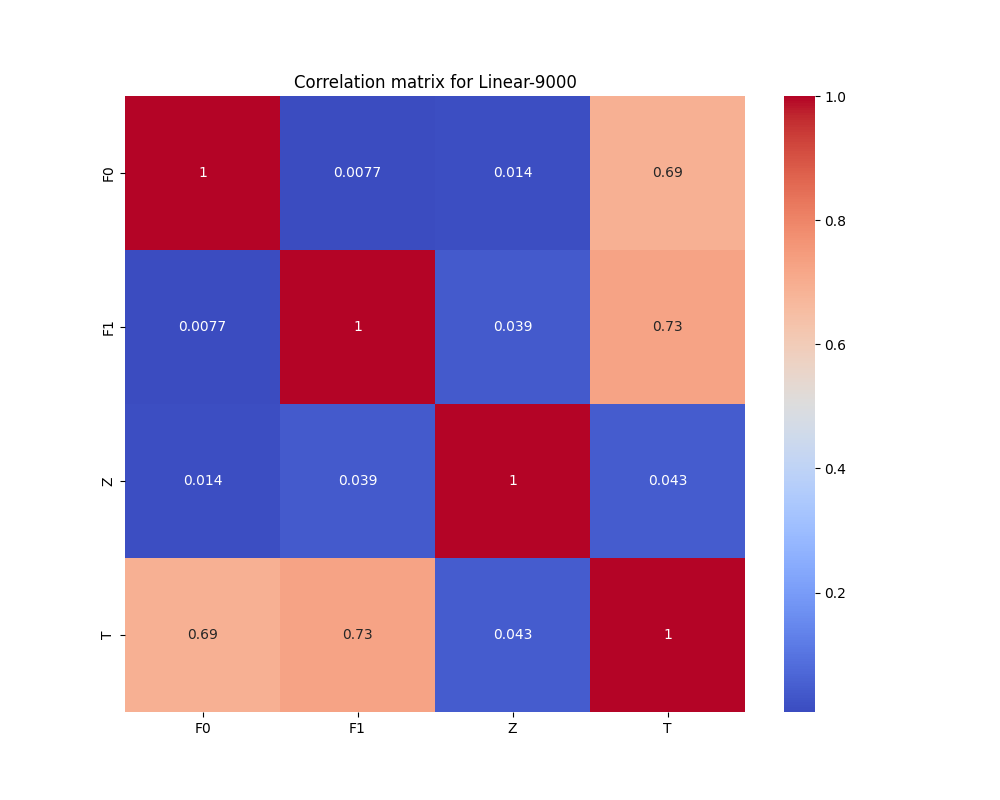 Correlation matrix for Linear-9000
F0 1 0.0077 0.014 0.69
F1 0.0077 1 0.039 0.73
Z 0.014 0.039 1 0.043
T 0.69 0.73 0.043 1
F0 F1 Z T
1.0
0.8
0.6
0.4
0.2